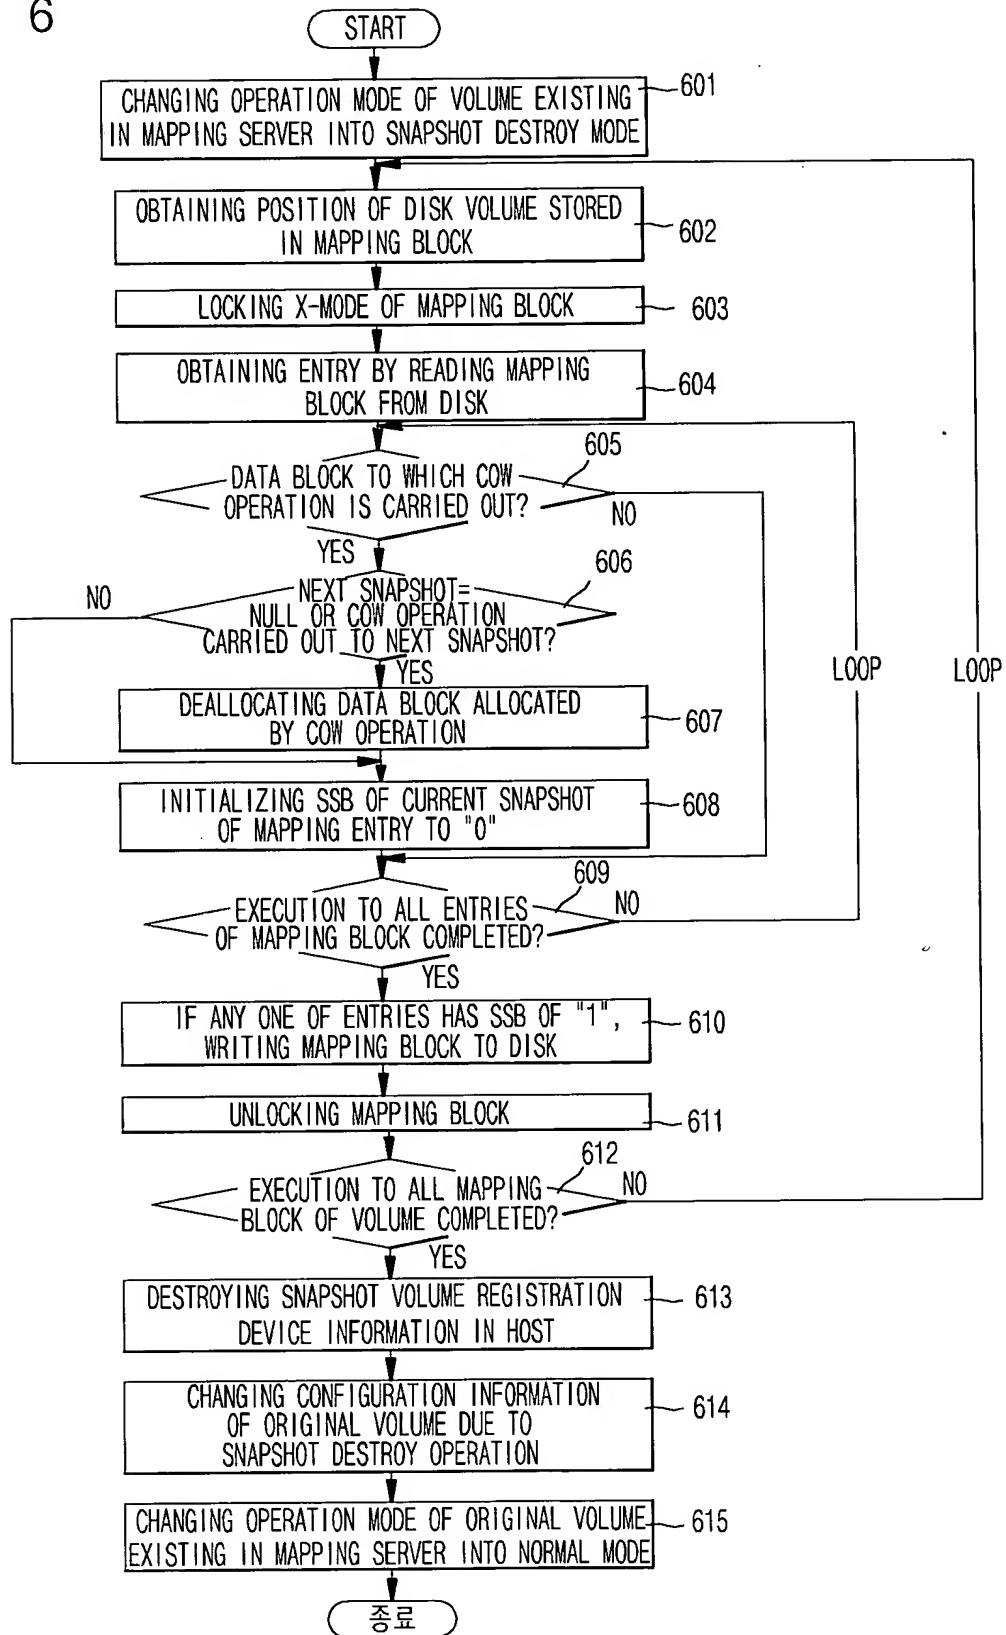 6
START
CHANGING OPERATION MODE OF VOLUME EXISTING
IN MAPPING SERVER INTO SNAPSHOT DESTROY MODE
601
OBTAINING POSITION OF DISK VOLUME STORED
IN MAPPING BLOCK
602
LOCKING X-MODE OF MAPPING BLOCK
603
OBTAINING ENTRY BY READING MAPPING
BLOCK FROM DISK
604
605
DATA BLOCK TO WHICH COW
OPERATION IS CARRIED OUT?
NO
YES
606
NO
NEXT SNAPSHOT=
NULL OR COW OPERATION
CARRIED OUT TO NEXT SNAPSHOT?
YES
LOOP
LOOP
DEALLOCATING DATA BLOCK ALLOCATED
BY COW OPERATION
607
INITIALIZING SSB OF CURRENT SNAPSHOT
OF MAPPING ENTRY TO "0"
608
609
EXECUTION TO ALL ENTRIES
OF MAPPING BLOCK COMPLETED?
NO
YES
IF ANY ONE OF ENTRIES HAS SSB OF "1",
WRITING MAPPING BLOCK TO DISK
610
UNLOCKING MAPPING BLOCK
611
612
EXECUTION TO ALL MAPPING
BLOCK OF VOLUME COMPLETED?
NO
YES
DESTROYING SNAPSHOT VOLUME REGISTRATION
DEVICE INFORMATION IN HOST
613
CHANGING CONFIGURATION INFORMATION
OF ORIGINAL VOLUME DUE TO
SNAPSHOT DESTROY OPERATION
614
CHANGING OPERATION MODE OF ORIGINAL VOLUME
EXISTING IN MAPPING SERVER INTO NORMAL MODE
615
종료